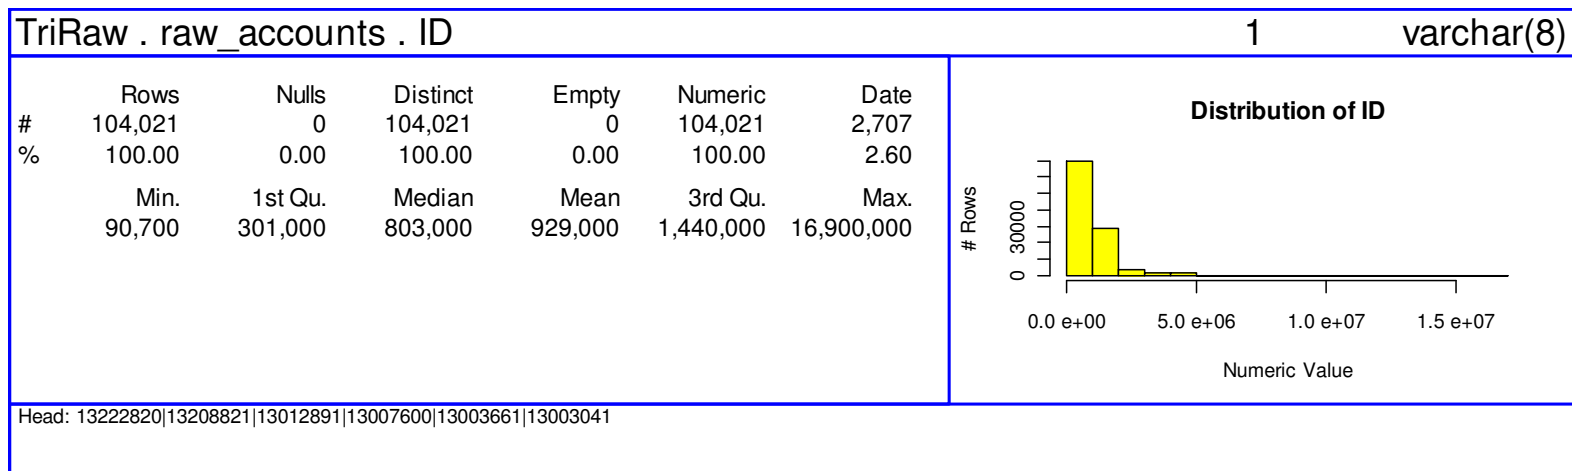 TriRaw . raw_accounts . ID 1 varchar(8)
Rows Nulls Distinct Empty Numeric Date
# 104,021 0 104,021 0 104,021 2,707
% 100.00 0.00 100.00 0.00 100.00 2.60
Min. 1st Qu. Median Mean 3rd Qu. Max.
90,700 301,000 803,000 929,000 1,440,000 16,900,000
Distribution of ID
# Rows
0 30000
0.0 e+00 5.0 e+06 1.0 e+07 1.5 e+07
Numeric Value
Head: 13222820|13208821|13012891|13007600|13003661|13003041